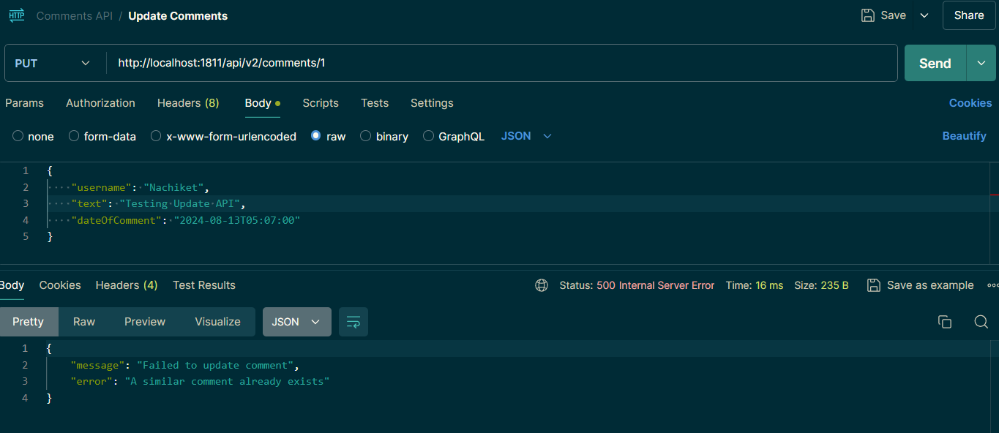 HTTP Comments API / Update Comments Save Share
PUT http://localhost:1811/api/v2/comments/1 Send
Params Authorization Headers (8) Body Scripts Tests Settings Cookies
none form-data x-www-form-urlencoded raw binary GraphQL JSON Beautify
1 {
2 ····"username":·"Nachiket",
3 ····"text":·"Testing·Update·API",
4 ····"dateOfComment":·"2024-08-13T05:07:00"
5 }
Body Cookies Headers (4) Test Results Status: 500 Internal Server Error Time: 16 ms Size: 235 B Save as example
Pretty Raw Preview Visualize JSON
1 {
2 "message": "Failed to update comment",
3 "error": "A similar comment already exists"
4 }